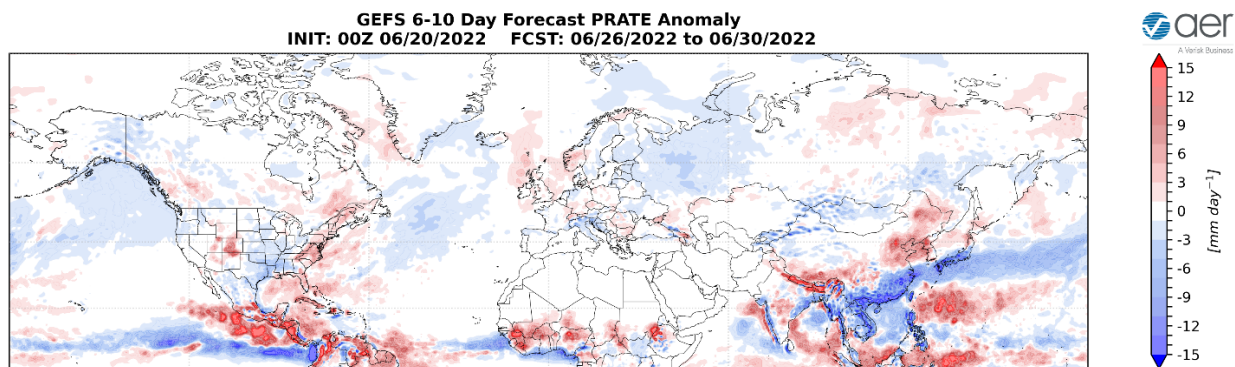 GEFS 6-10 Day Forecast PRATE Anomaly
INIT: 00Z 06/20/2022 FCST: 06/26/2022 to 06/30/2022
aer
A Verisk Business
15
12
9
6
3
0
-3
-6
-9
-12
-15
[mm day⁻¹]